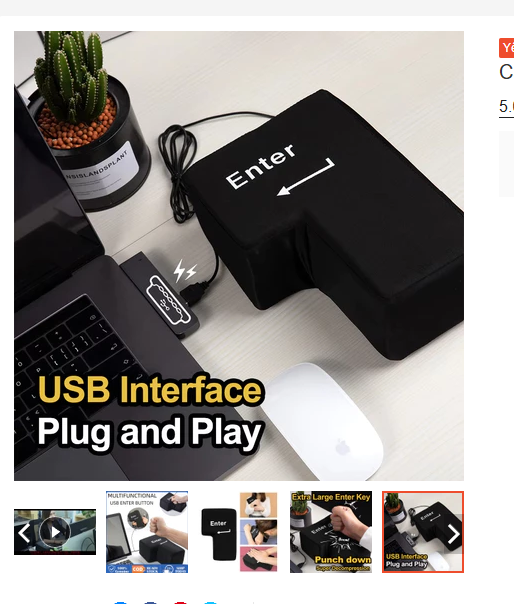 Yê
C
5.
Enter
NSISLANDSPLANT
USB Interface
Plug and Play
MULTIFUNCTIONAL
USB ENTER BUTTON
Enter
Extra Large Enter Key
Punch down
Super Decompression
Enter
USB Interface
Plug and Play